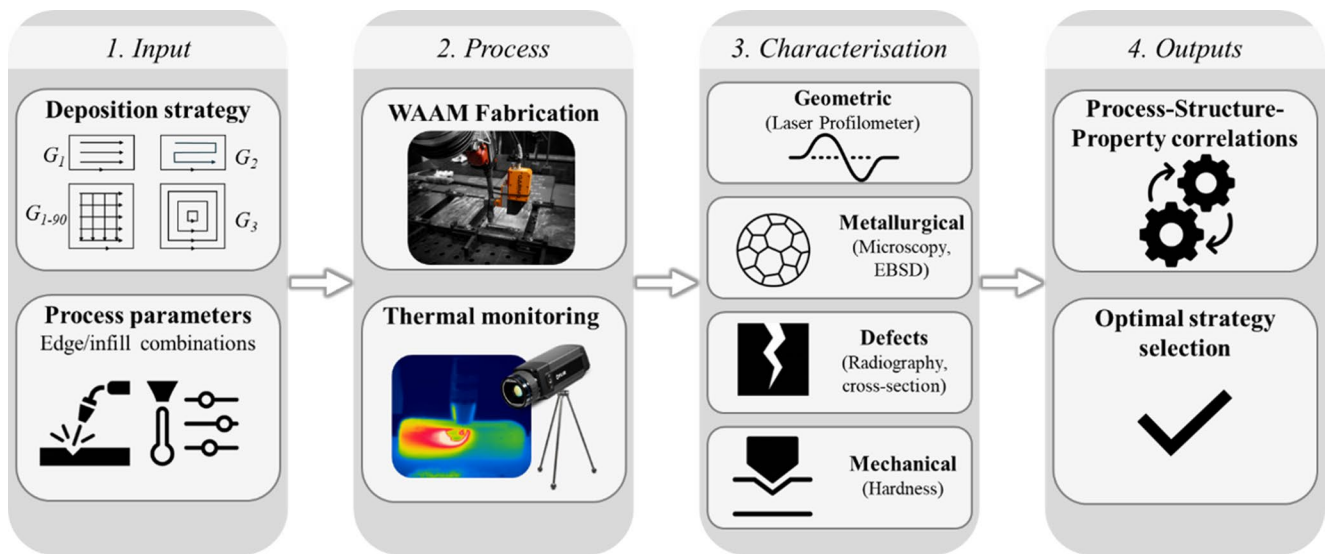 1. Input
Deposition strategy
G1
G2
G1-90
G3
Process parameters
Edge/infill combinations
2. Process
WAAM Fabrication
Thermal monitoring
3. Characterisation
Geometric
(Laser Profilometer)
Metallurgical
(Microscopy,
EBSD)
Defects
(Radiography,
cross-section)
Mechanical
(Hardness)
4. Outputs
Process-Structure-
Property correlations
Optimal strategy
selection